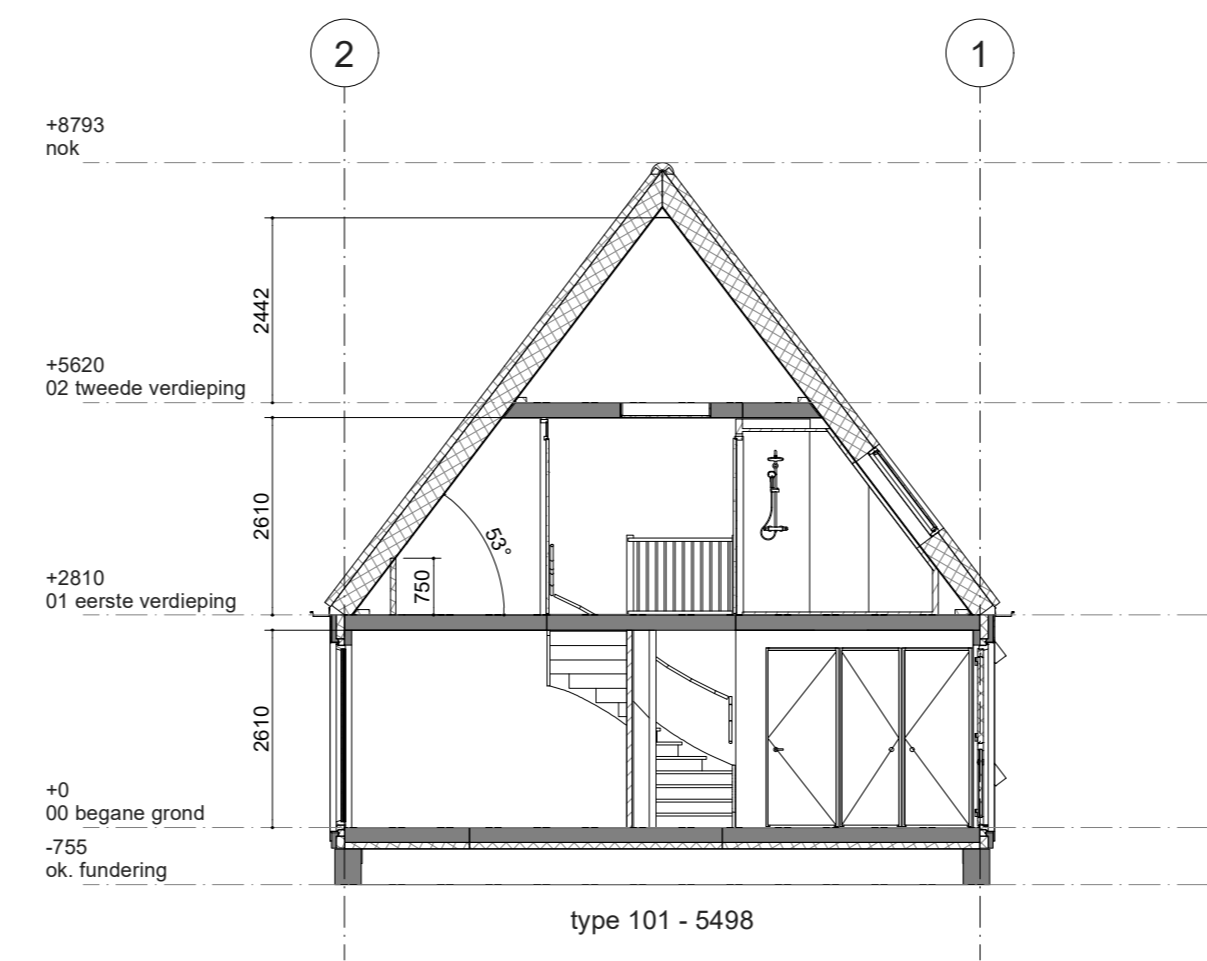 2
1
+8793
nok
2442
+5620
02 tweede verdieping
2610
53°
750
+2810
01 eerste verdieping
2610
+0
00 begane grond
-755
ok. fundering
type 101 - 5498